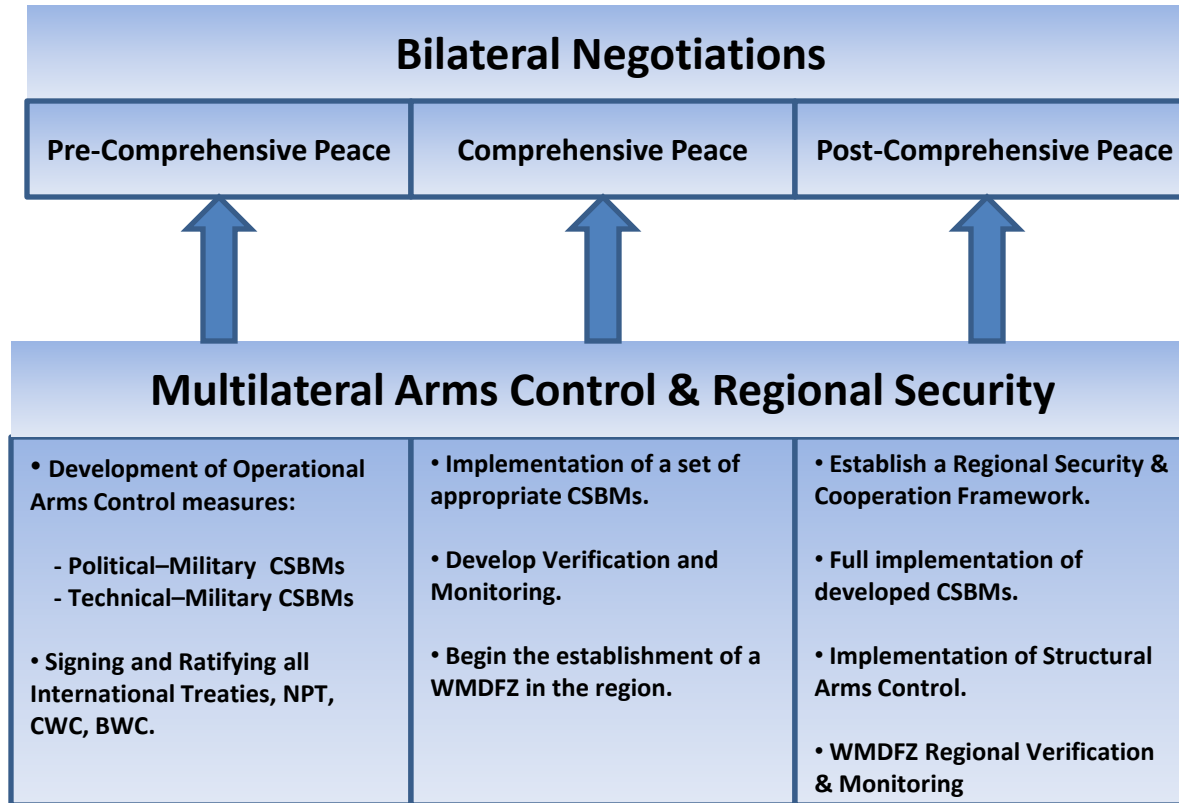 Bilateral Negotiations
Pre-Comprehensive Peace
Comprehensive Peace
Post-Comprehensive Peace
Multilateral Arms Control & Regional Security
• Development of Operational
Arms Control measures:
- Political–Military CSBMs
- Technical–Military CSBMs
• Signing and Ratifying all
International Treaties, NPT,
CWC, BWC.
• Implementation of a set of
appropriate CSBMs.
• Develop Verification and
Monitoring.
• Begin the establishment of a
WMDFZ in the region.
• Establish a Regional Security &
Cooperation Framework.
• Full implementation of
developed CSBMs.
• Implementation of Structural
Arms Control.
• WMDFZ Regional Verification
& Monitoring